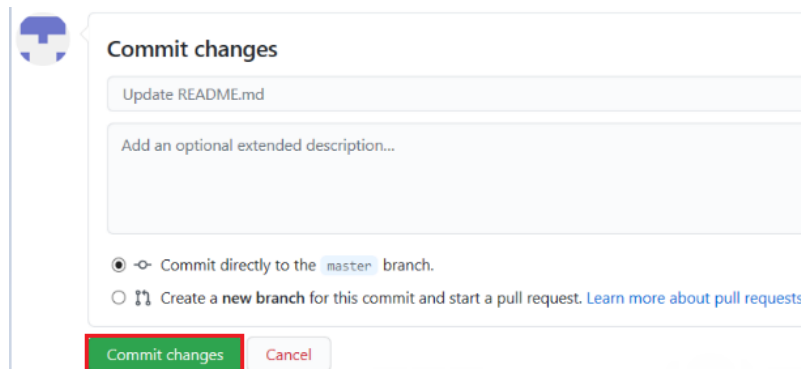 Commit changes
Update README.md
Add an optional extended description...
Commit directly to the master branch.
Create a new branch for this commit and start a pull request. Learn more about pull requests
Commit changes Cancel